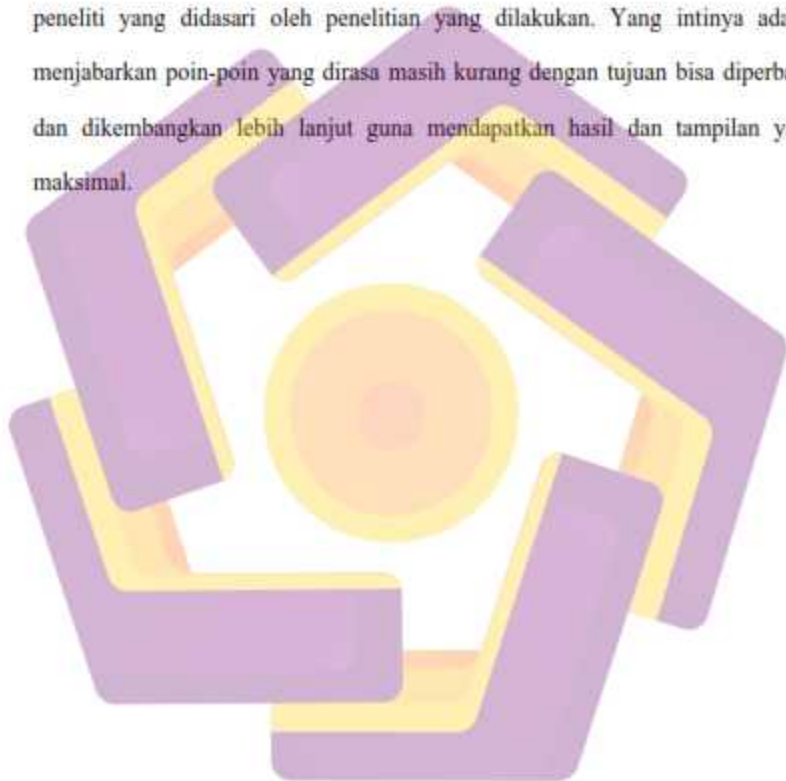 peneliti yang didasari oleh penelitian yang dilakukan. Yang intinya ada
menjabarkan poin-poin yang dirasa masih kurang dengan tujuan bisa diperba
dan dikembangkan lebih lanjut guna mendapatkan hasil dan tampilan y
maksimal.